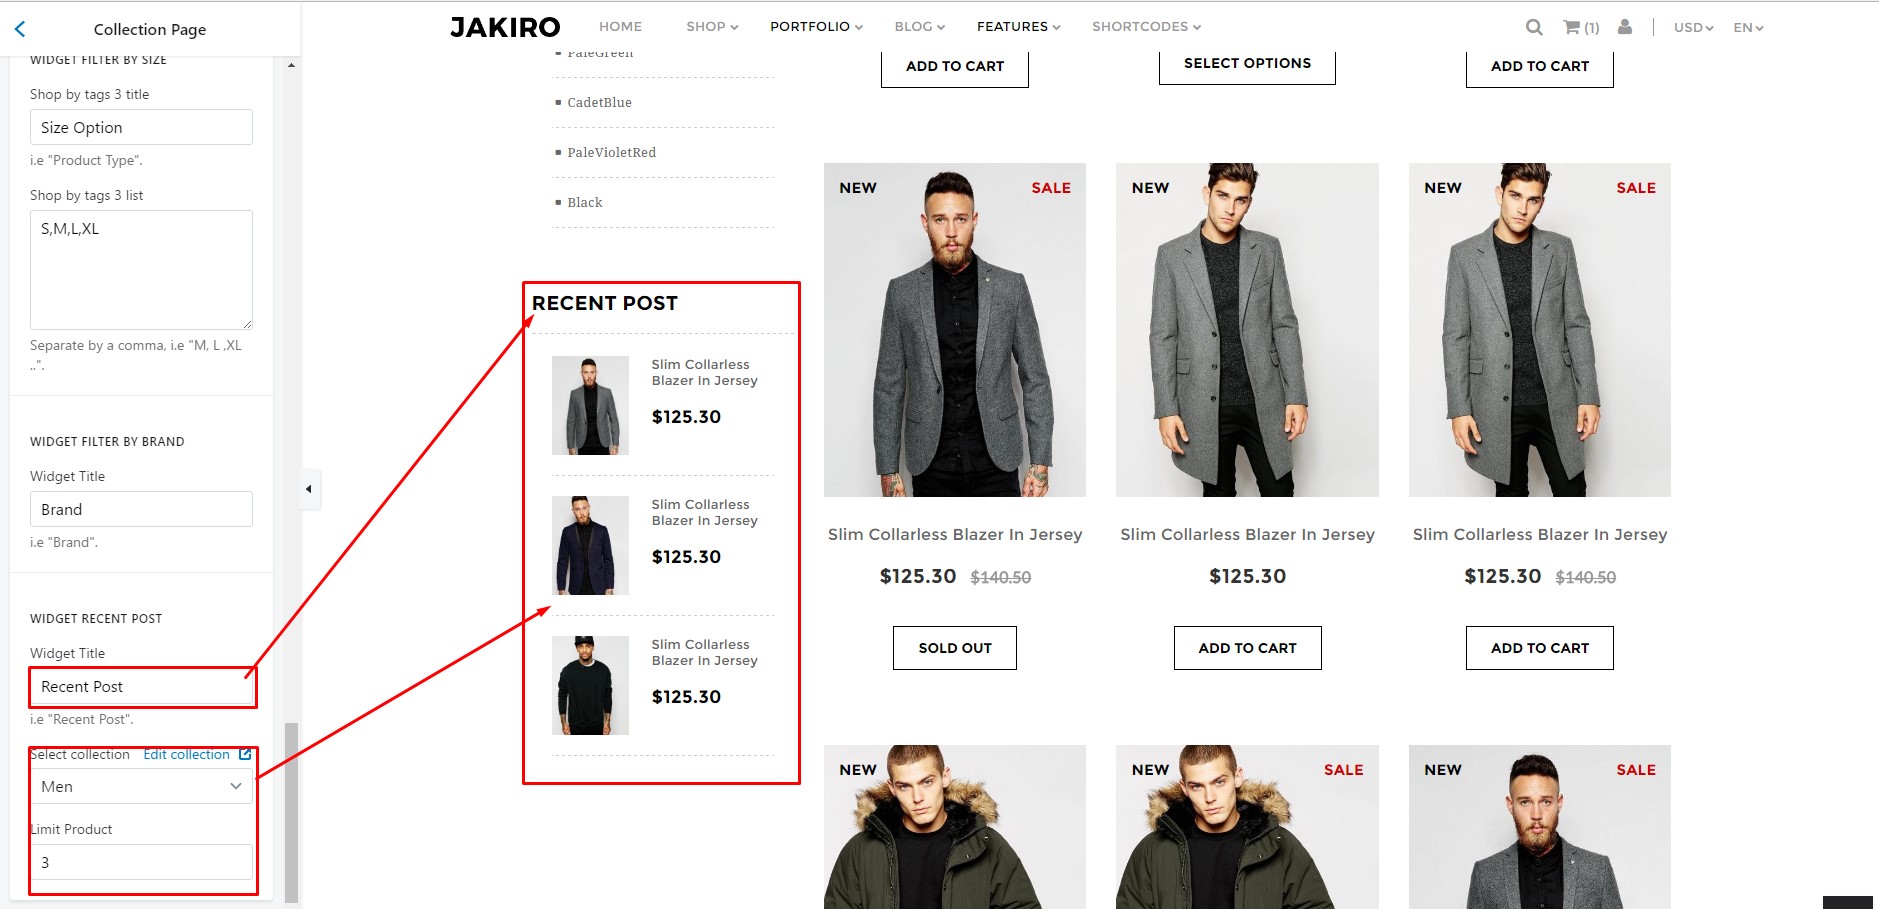 Collection Page
WIDGET FILTER BY SIZE
Shop by tags 3 title
Size Option
i.e "Product Type".
Shop by tags 3 list
S,M,L,XL
Separate by a comma, i.e "M, L ,XL
..".
WIDGET FILTER BY BRAND
Widget Title
Brand
i.e "Brand".
WIDGET RECENT POST
Widget Title
Recent Post
i.e "Recent Post".
Select collection Edit collection
Men
Limit Product
3
JAKIRO HOME SHOP PORTFOLIO BLOG FEATURES SHORTCODES (1) USD EN
PaleGreen
CadetBlue
PaleVioletRed
Black
RECENT POST
Slim Collarless
Blazer In Jersey
$125.30
Slim Collarless
Blazer In Jersey
$125.30
Slim Collarless
Blazer In Jersey
$125.30
ADD TO CART SELECT OPTIONS ADD TO CART
NEW SALE NEW NEW SALE
Slim Collarless Blazer In Jersey Slim Collarless Blazer In Jersey Slim Collarless Blazer In Jersey
$125.30 $140.50 $125.30 $125.30 $140.50
SOLD OUT ADD TO CART ADD TO CART
NEW NEW SALE NEW SALE